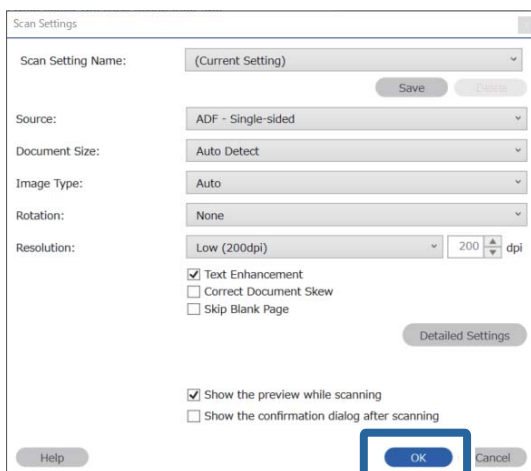 Scan Settings
Scan Setting Name: (Current Setting)
Save Delete
Source: ADF - Single-sided
Document Size: Auto Detect
Image Type: Auto
Rotation: None
Resolution: Low (200dpi) 200 dpi
Text Enhancement
Correct Document Skew
Skip Blank Page
Detailed Settings
Show the preview while scanning
Show the confirmation dialog after scanning
Help OK Cancel